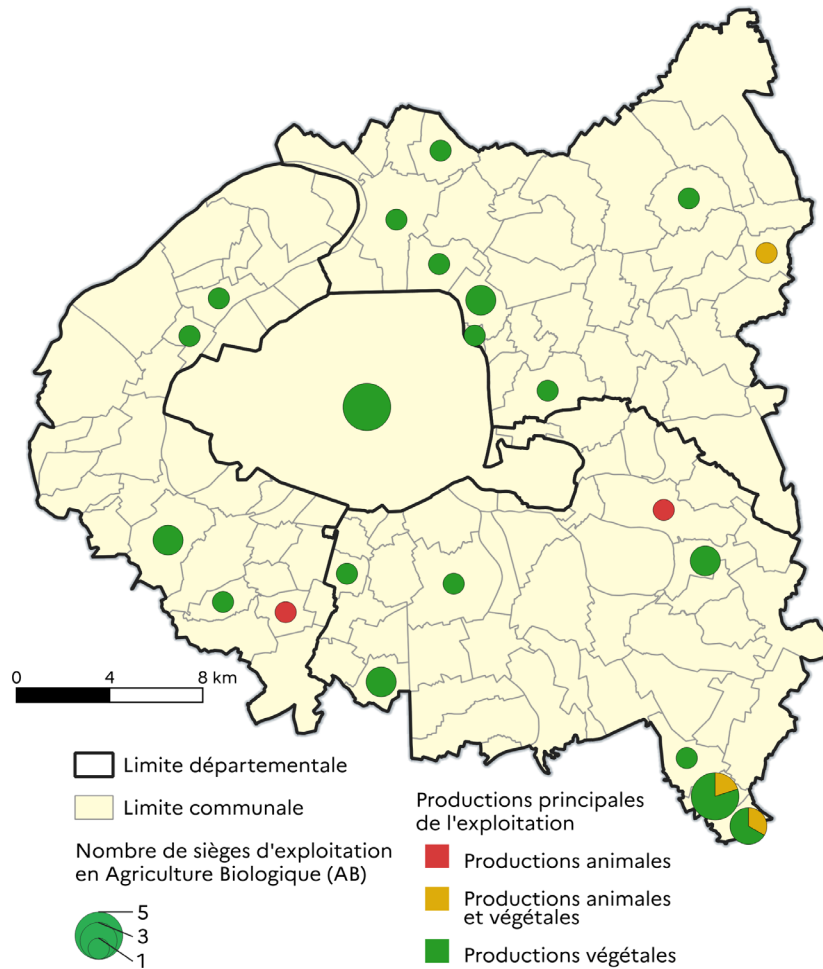 0 4 8 km
Limite départementale
Limite communale
Nombre de sièges d'exploitation
en Agriculture Biologique (AB)
5
3
1
Productions principales
de l'exploitation
Productions animales
Productions animales
et végétales
Productions végétales